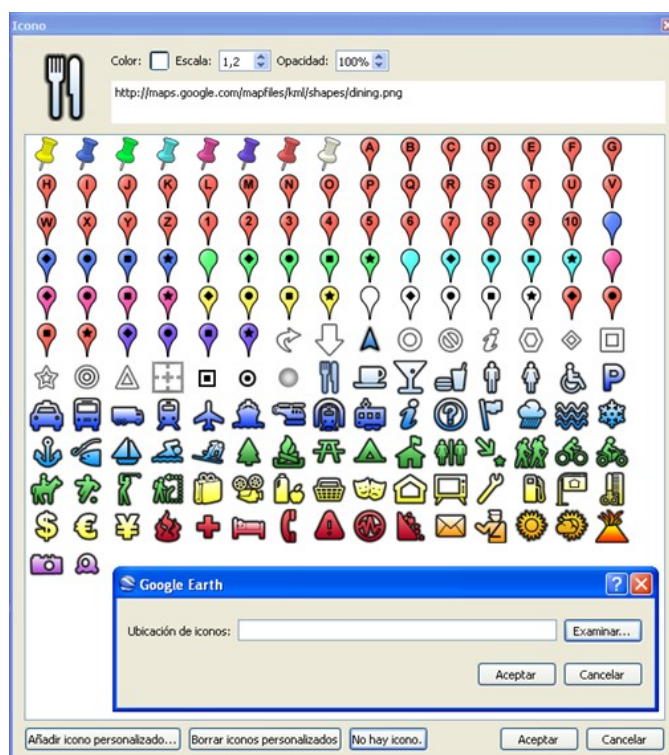 Icono
Color: Escala: 1,2 Opacidad: 100%
http://maps.google.com/mapfiles/kml/shapes/dining.png
A B C D E F G
H I J K L M N O P Q R S T U V
W X Y Z 1 2 3 4 5 6 7 8 9 10
i
P
i ?
$ € ¥
Google Earth
Ubicación de iconos: Examinar...
Aceptar Cancelar
Añadir icono personalizado... Borrar iconos personalizados No hay icono. Aceptar Cancelar